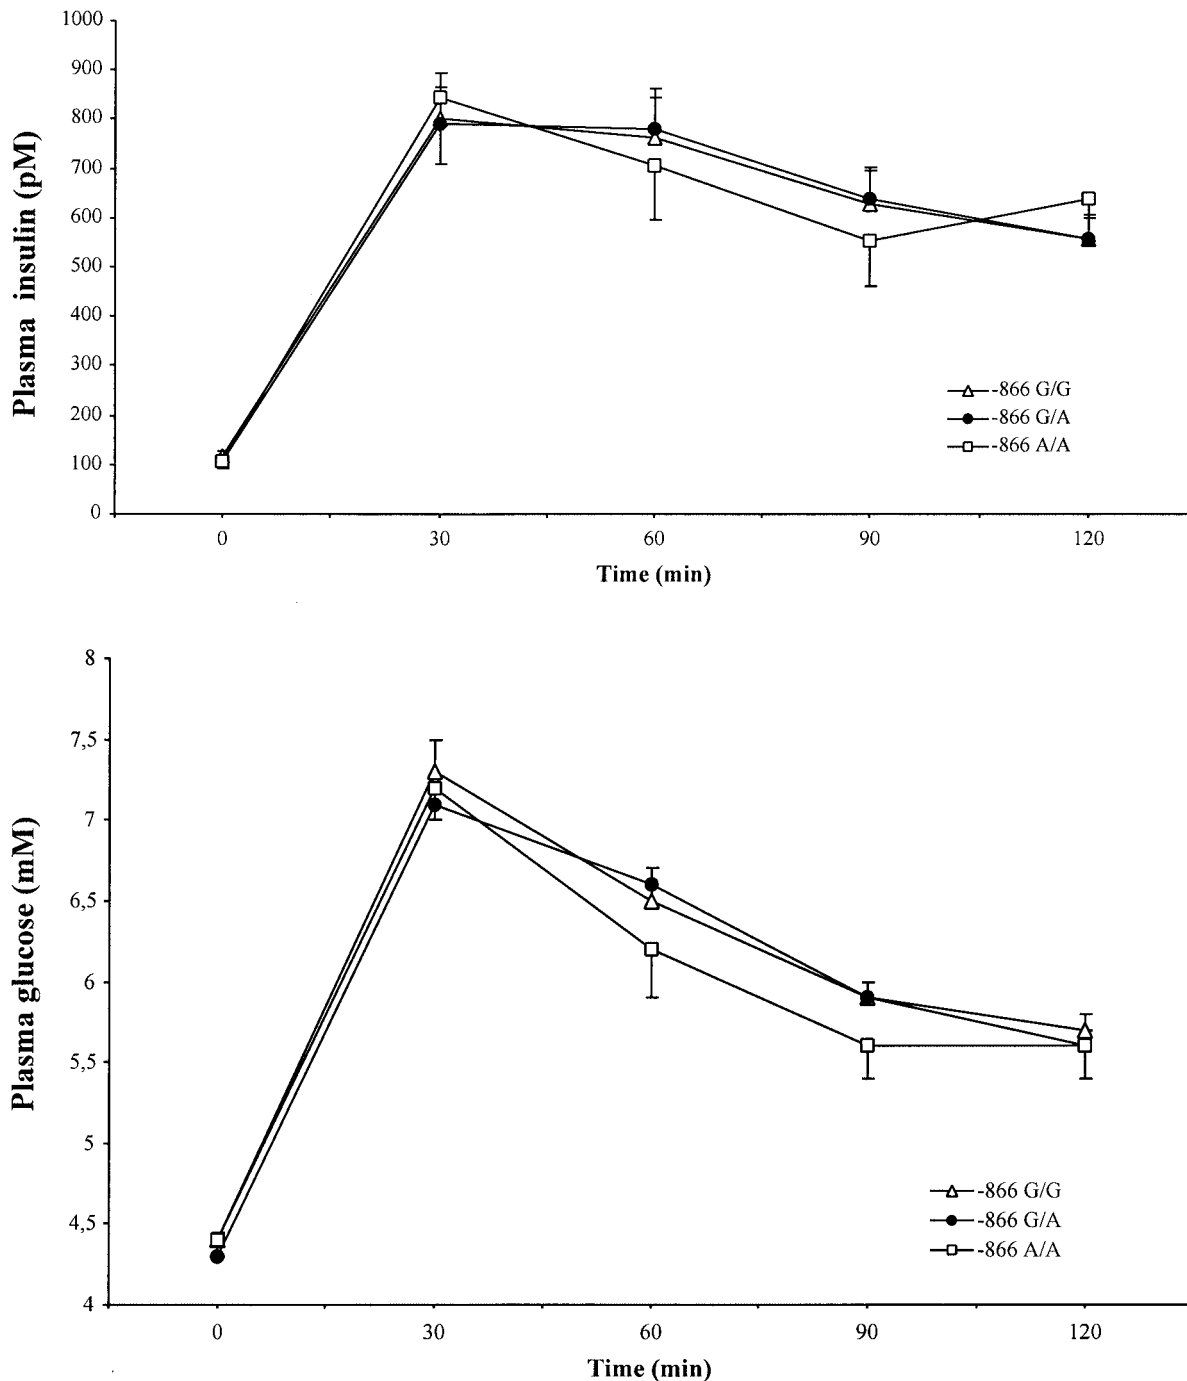 1000
900
800
700
600
500
400
300
200
100
0
Plasma insulin (pM)
-866 G/G
-866 G/A
-866 A/A
0 30 60 90 120
Time (min)
8
7,5
7
6,5
6
5,5
5
4,5
4
Plasma glucose (mM)
-866 G/G
-866 G/A
-866 A/A
0 30 60 90 120
Time (min)